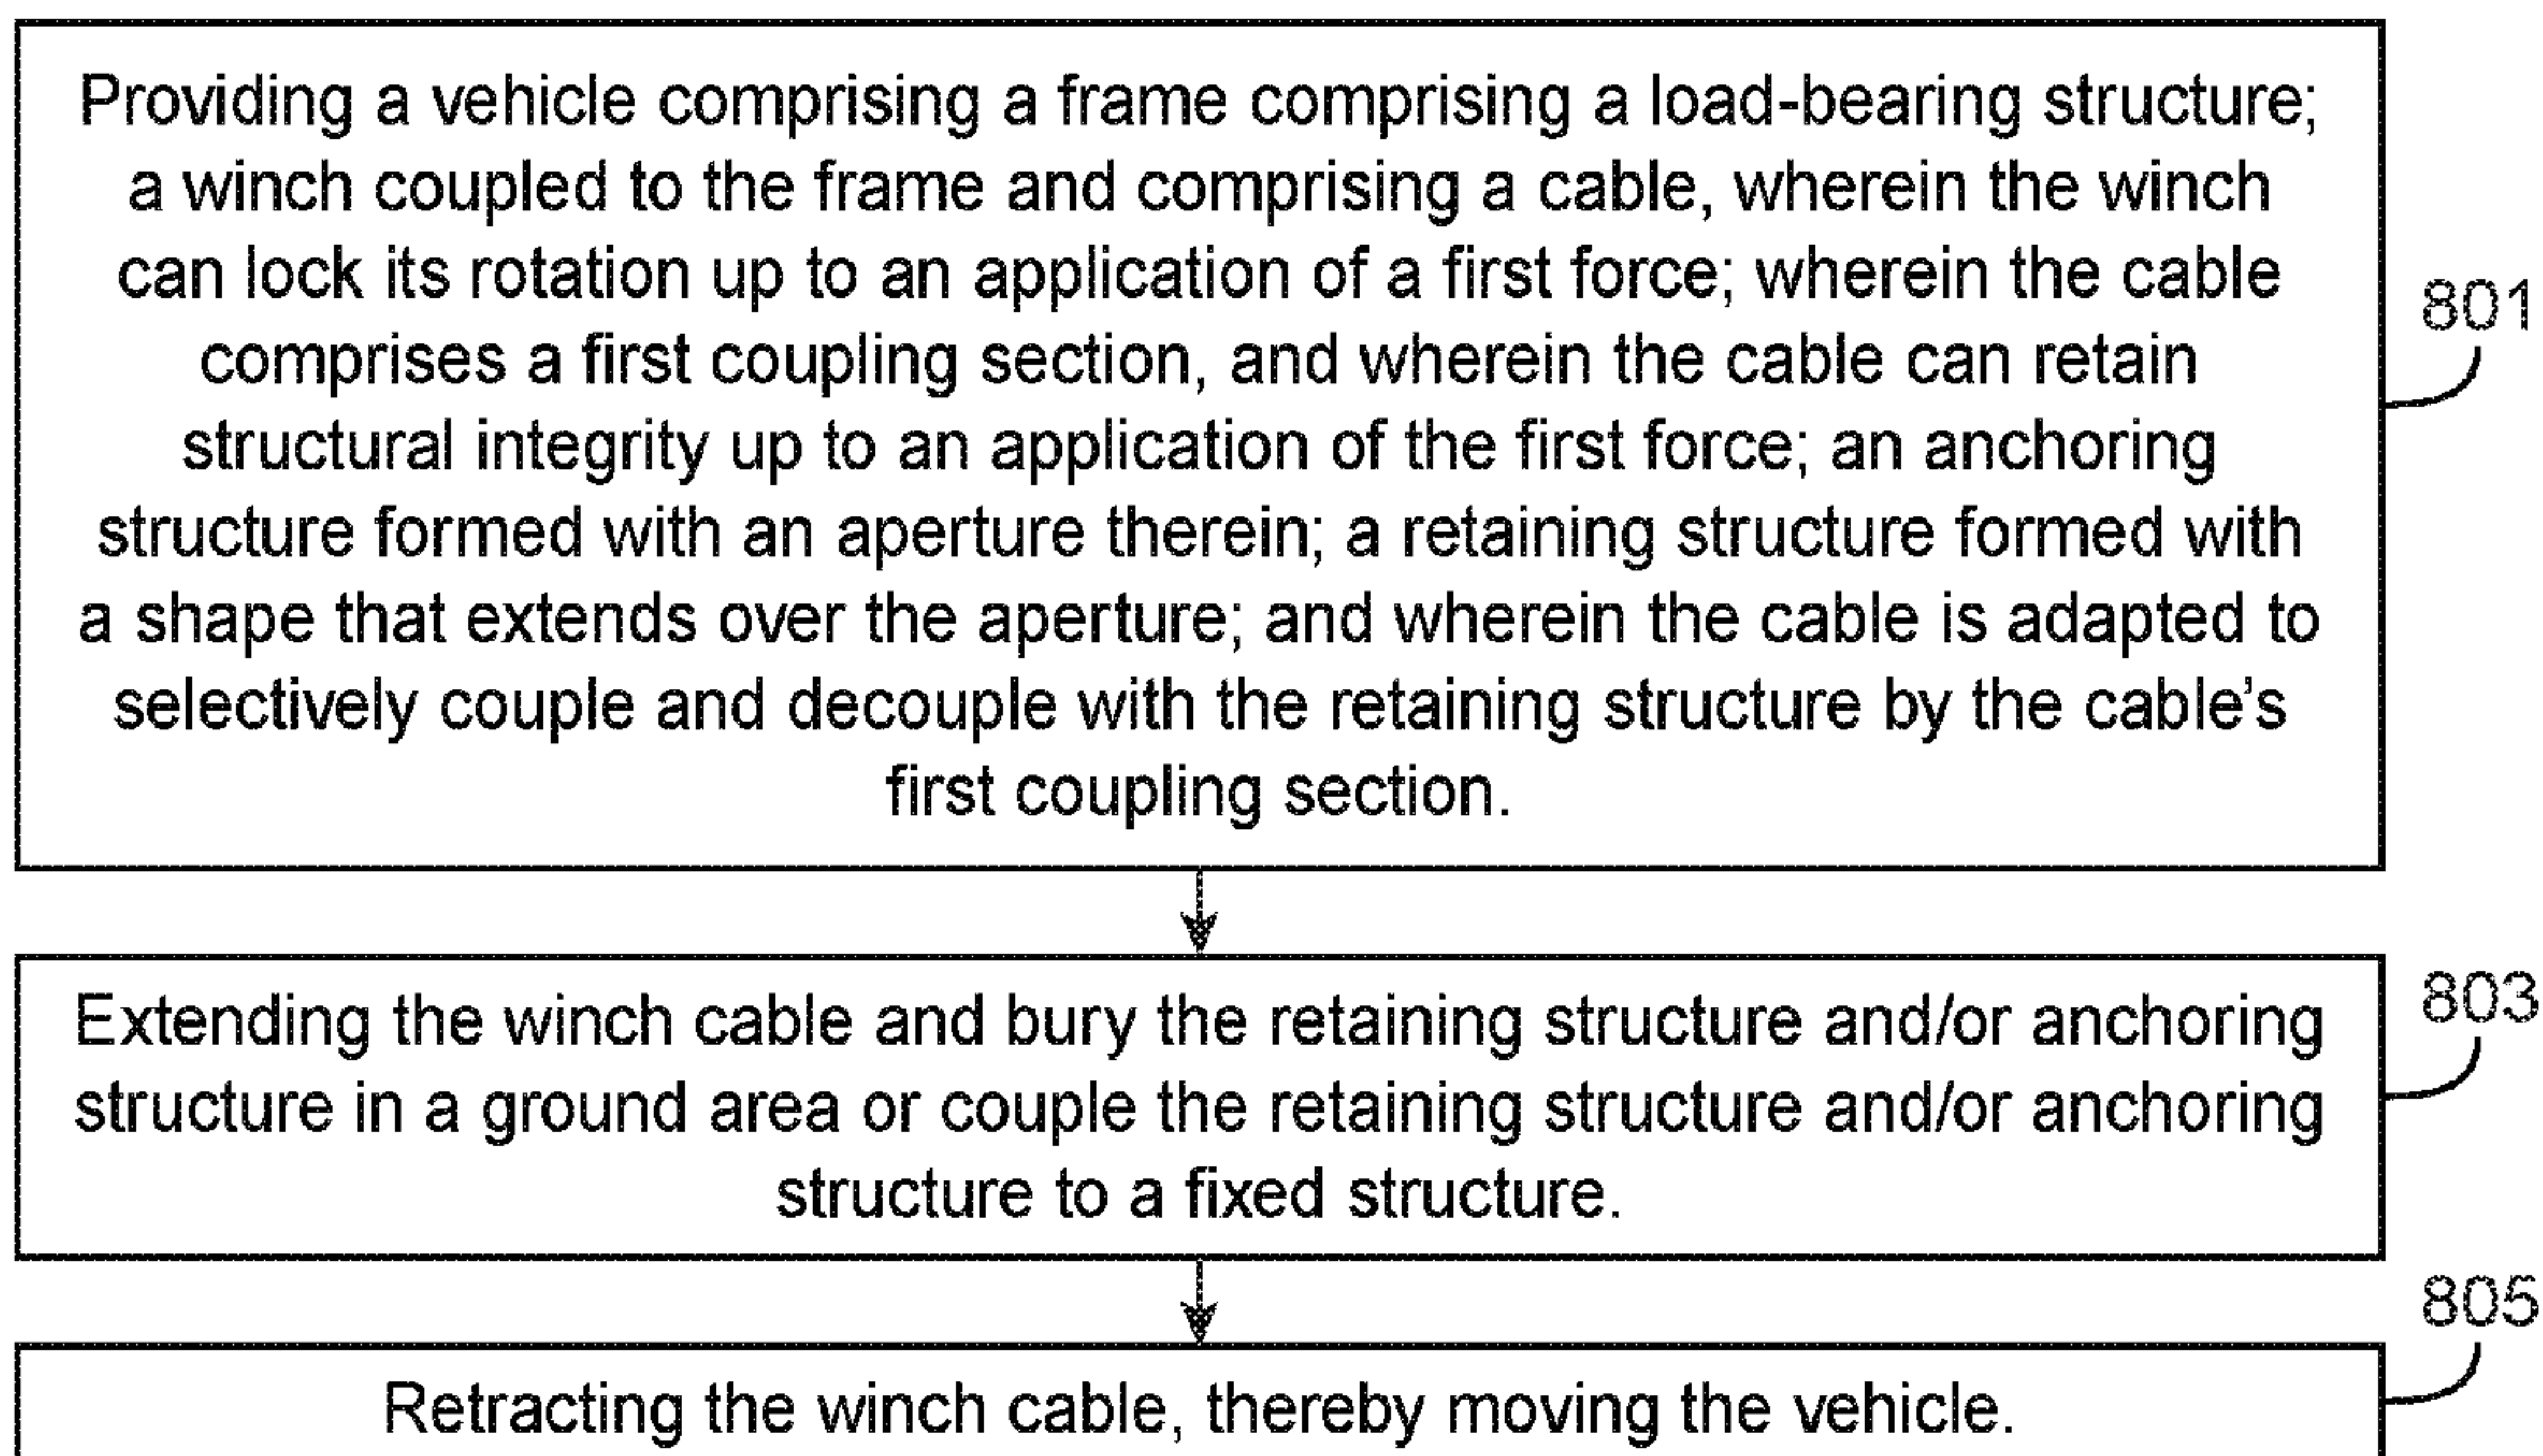 Providing a vehicle comprising a frame comprising a load-bearing structure;
a winch coupled to the frame and comprising a cable, wherein the winch
can lock its rotation up to an application of a first force; wherein the cable
comprises a first coupling section, and wherein the cable can retain
structural integrity up to an application of the first force; an anchoring
structure formed with an aperture therein; a retaining structure formed with
a shape that extends over the aperture; and wherein the cable is adapted to
selectively couple and decouple with the retaining structure by the cable’s
first coupling section.
801
Extending the winch cable and bury the retaining structure and/or anchoring
structure in a ground area or couple the retaining structure and/or anchoring
structure to a fixed structure.
803
Retracting the winch cable, thereby moving the vehicle.
805